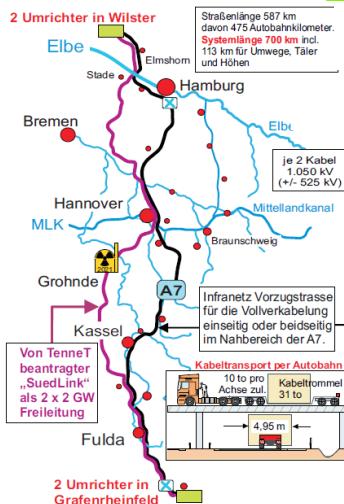 2 Umrichter in Wilster
Straßenlänge 587 km
davon 475 Autobahnkilometer.
Systemlänge 700 km incl.
113 km für Umwege, Täler
und Höhen
Elbe
Elmshorn
Stade
Hamburg
Bremen
Elbe
je 2 Kabel
1.050 kV
(+/- 525 kV)
Hannover
MLK
Mittellandkanal
Braunschweig
2021
Grohnde
A7
Infranetz Vorzugstrasse
für die Vollverkabelung
einseitig oder beidseitig
im Nahbereich der A7.
Kassel
Von TenneT
beantragter
„SuedLink“
als 2 x 2 GW
Freileitung
Kabeltransport per Autobahn
10 to pro
Achse zul.
Kabeltrommel
31 to
4,95 m
Fulda
2 Umrichter in
Grafenrheinfeld